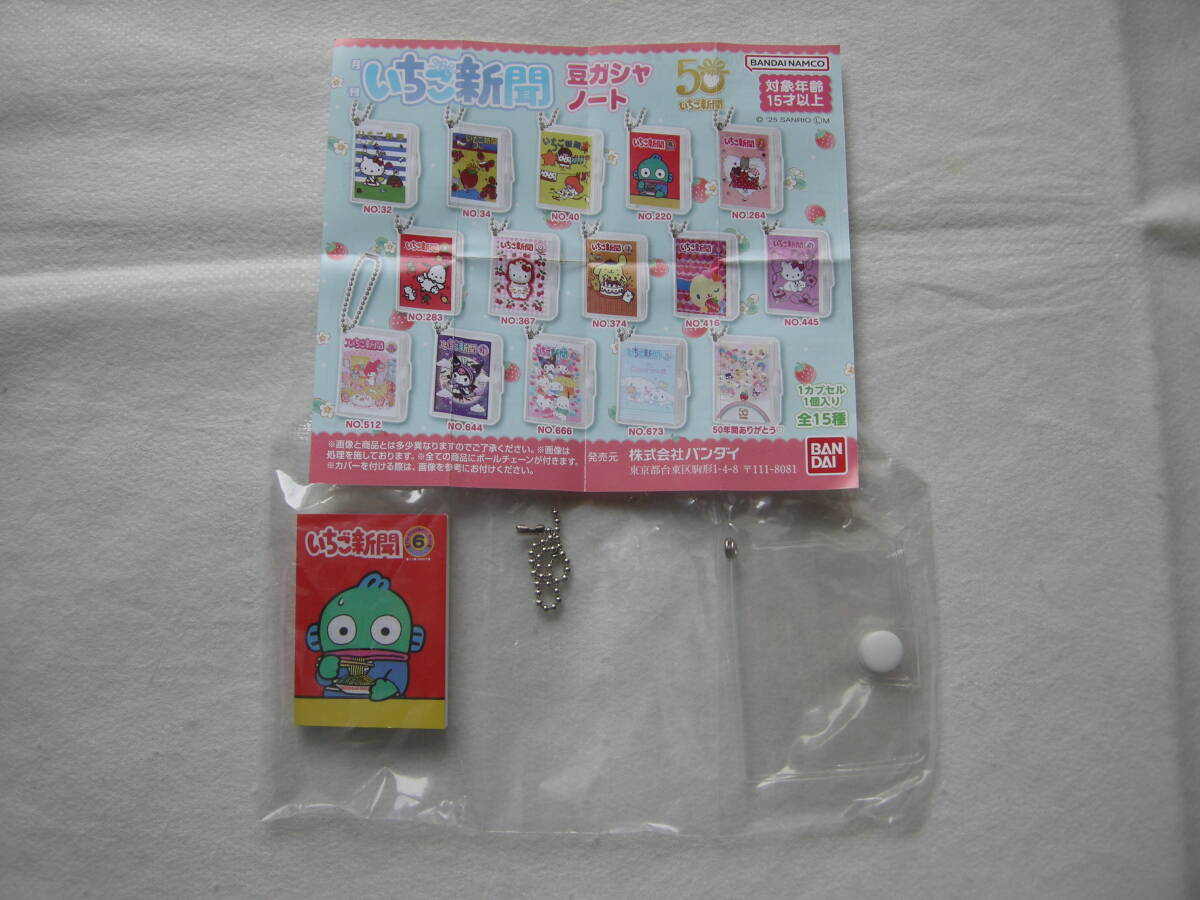 月刊
いちご新聞
豆ガシャ
ノート
50
いちご新聞
BANDAI NAMCO
対象年齢
15才以上
© '25 SANRIO ⓁM
NO.32
NO.34
NO.40
NO.220
NO.264
NO.283
NO.367
NO.374
NO.416
NO.445
NO.512
NO.644
NO.666
NO.673
50年間ありがとう
1カプセル
1個入り
全15種
※画像と商品とは多少異なりますのでご了承ください。※画像は
処理を施しております。※全ての商品にボールチェーンが付きます。
※カバーを付ける際は、画像を参考にお付けください。
発売元 株式会社バンダイ
東京都台東区駒形1-4-8 〒111-8081
BAN
DAI
いちご新聞
6